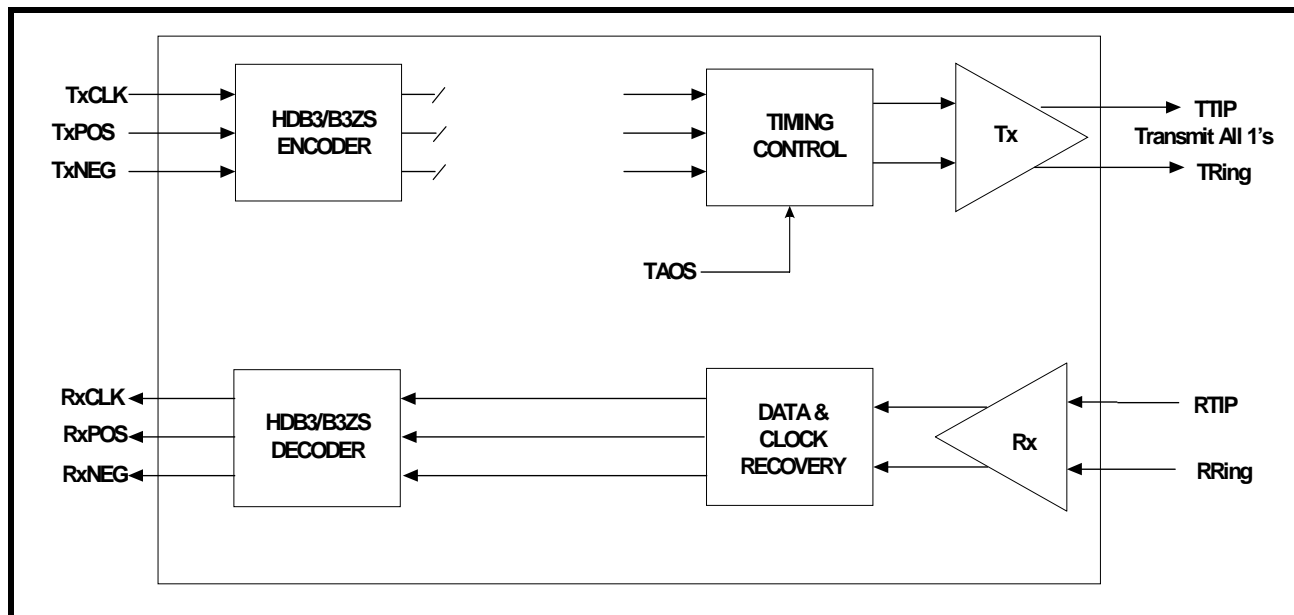 TxCLK
TxPOS
TxNEG
HDB3/B3ZS
ENCODER
TIMING
CONTROL
Tx
TTIP
Transmit All 1's
TRing
TAOS
RxCLK
RxPOS
RxNEG
HDB3/B3ZS
DECODER
DATA &
CLOCK
RECOVERY
Rx
RTIP
RRing